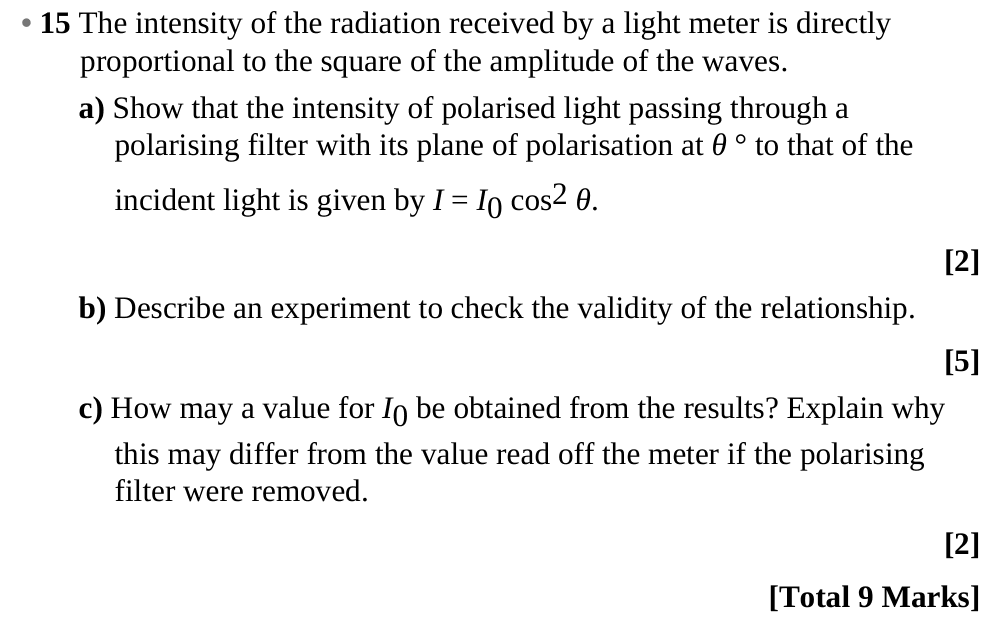 • 15 The intensity of the radiation received by a light meter is directly
proportional to the square of the amplitude of the waves.
a) Show that the intensity of polarised light passing through a
polarising filter with its plane of polarisation at θ ° to that of the
incident light is given by I = I₀ cos² θ.
[2]
b) Describe an experiment to check the validity of the relationship.
[5]
c) How may a value for I₀ be obtained from the results? Explain why
this may differ from the value read off the meter if the polarising
filter were removed.
[2]
[Total 9 Marks]